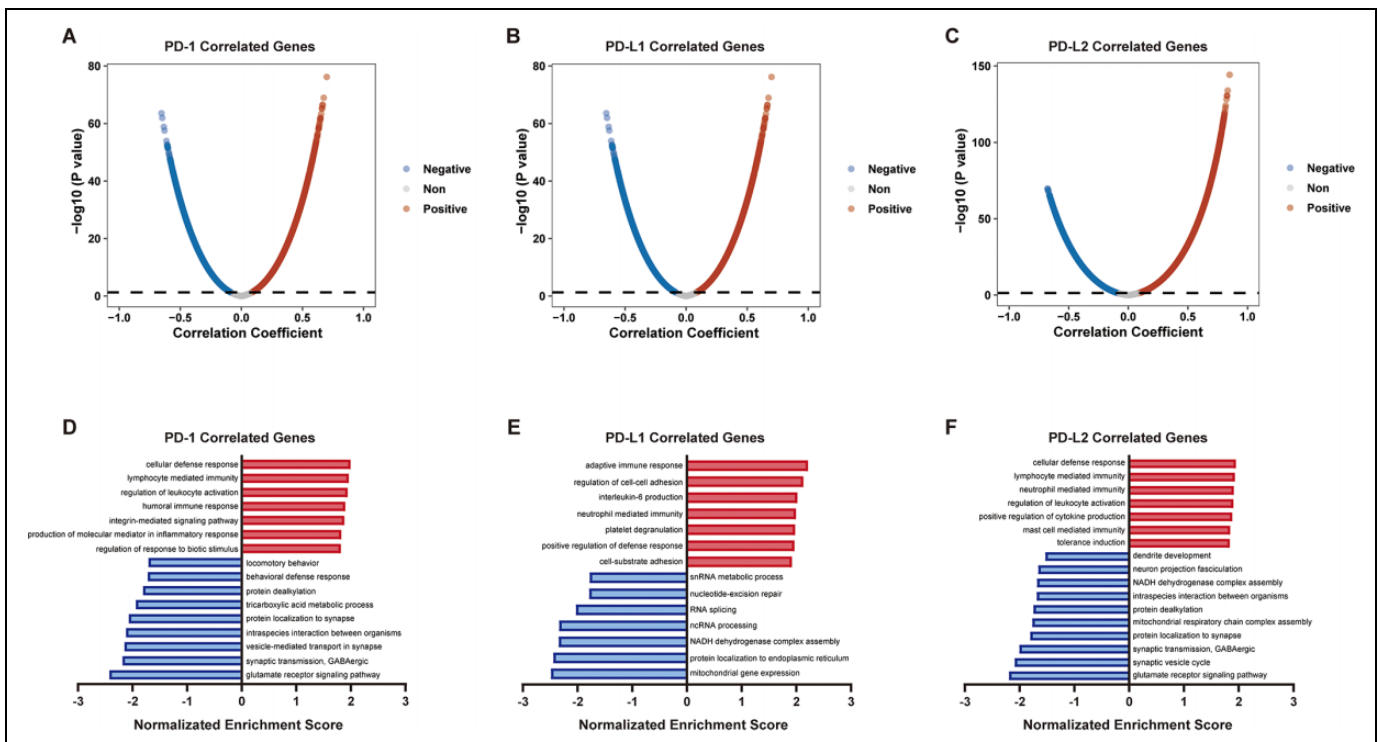 A
PD-1 Correlated Genes
80
60
40
20
0
−log10 (P value)
−1.0
−0.5
0.0
0.5
1.0
Correlation Coefficient
Negative
Non
Positive
B
PD-L1 Correlated Genes
80
60
40
20
0
−log10 (P value)
−1.0
−0.5
0.0
0.5
1.0
Correlation Coefficient
Negative
Non
Positive
C
PD-L2 Correlated Genes
150
100
50
0
−log10 (P value)
−1.0
−0.5
0.0
0.5
1.0
Correlation Coefficient
Negative
Non
Positive
D
PD-1 Correlated Genes
cellular defense response
lymphocyte mediated immunity
regulation of leukocyte activation
humoral immune response
integrin-mediated signaling pathway
production of molecular mediator in inflammatory response
regulation of response to biotic stimulus
locomotory behavior
behavioral defense response
protein dealkylation
tricarboxylic acid metabolic process
protein localization to synapse
intraspecies interaction between organisms
vesicle-mediated transport in synapse
synaptic transmission, GABAergic
glutamate receptor signaling pathway
-3
-2
-1
0
1
2
3
Normalizated Enrichment Score
E
PD-L1 Correlated Genes
adaptive immune response
regulation of cell-cell adhesion
interleukin-6 production
neutrophil mediated immunity
platelet degranulation
positive regulation of defense response
cell-substrate adhesion
snRNA metabolic process
nucleotide-excision repair
RNA splicing
ncRNA processing
NADH dehydrogenase complex assembly
protein localization to endoplasmic reticulum
mitochondrial gene expression
-3
-2
-1
0
1
2
3
Normalizated Enrichment Score
F
PD-L2 Correlated Genes
cellular defense response
lymphocyte mediated immunity
neutrophil mediated immunity
regulation of leukocyte activation
positive regulation of cytokine production
mast cell mediated immunity
tolerance induction
dendrite development
neuron projection fasciculation
NADH dehydrogenase complex assembly
intraspecies interaction between organisms
protein dealkylation
mitochondrial respiratory chain complex assembly
protein localization to synapse
synaptic transmission, GABAergic
synaptic vesicle cycle
glutamate receptor signaling pathway
-3
-2
-1
0
1
2
3
Normalizated Enrichment Score